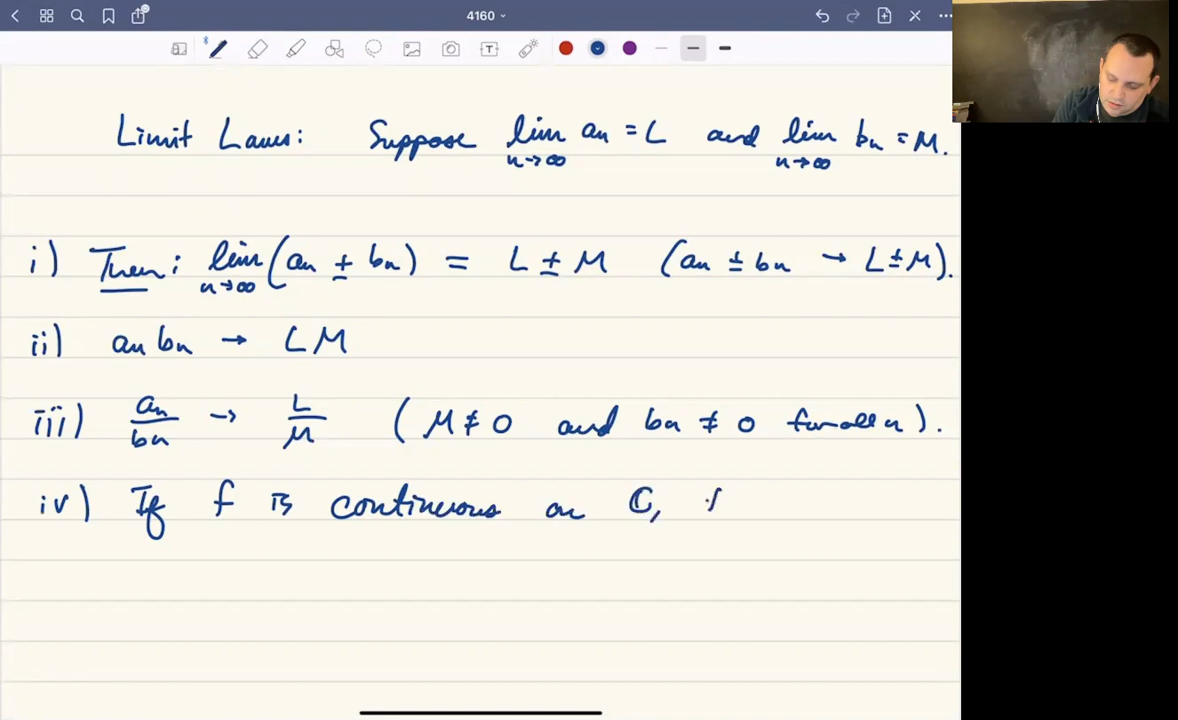 4160
Limit Laws: Suppose lim n→∞ an = L and lim n→∞ bn = M.
i) Then: lim n→∞ (an ± bn) = L ± M (an ± bn → L ± M).
ii) an bn → LM
iii) an/bn → L/M (M ≠ 0 and bn ≠ 0 for all n).
iv) If f is continuous on ℂ,